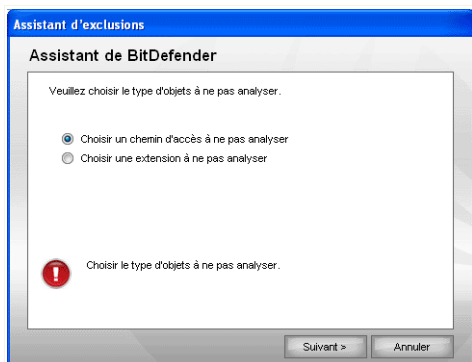 Assistant d'exclusions
Assistant de BitDefender
Veuillez choisir le type d'objets à ne pas analyser.
Choisir un chemin d'accès à ne pas analyser
Choisir une extension à ne pas analyser
Choisir le type d'objets à ne pas analyser.
Suivant »
Annuler